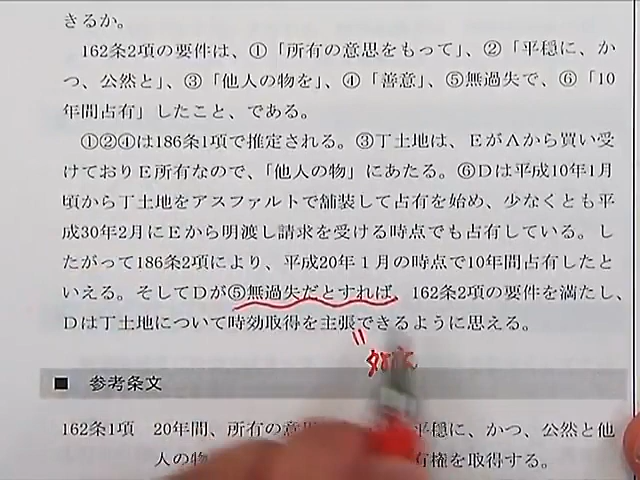 きるか。
162条2項の要件は、①「所有の意思をもって」、②「平穏に、か
つ、公然と」、③「他人の物を」、④「善意」、⑤無過失で、⑥「10
年間占有」したこと、である。
①②④は186条1項で推定される。③丁土地は、EがAから買い受
けておりE所有なので、「他人の物」にあたる。⑥Dは平成10年1月
頃から丁土地をアスファルトで舗装して占有を始め、少なくとも平
成30年2月にEから明渡し請求を受ける時点でも占有している。し
たがって186条2項により、平成20年1月の時点で10年間占有したと
いえる。そしてDが⑤無過失だとすれば、162条2項の要件を満たし、
Dは丁土地について時効取得を主張できるように思える。
■ 参考条文
162条1項 20年間、所有の意思 平穏に、かつ、公然と他
人の物 有権を取得する。